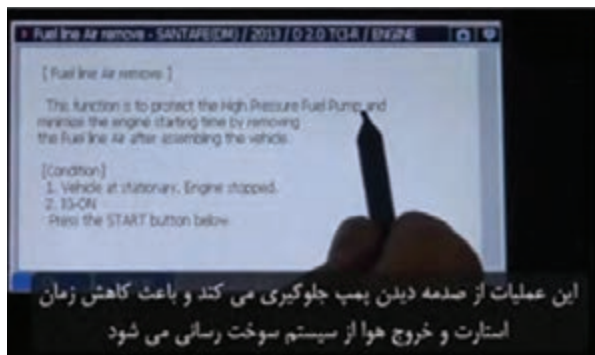 Fuel line Air remove - SANTAFE(DM) / 2013 / D 2.0 TCI-R / ENGINE
[ Fuel line Air remove ]
This function is to protect the High Pressure Fuel Pump and
minimize the engine starting time by removing
the Fuel line Air after assembling the vehicle.
[Condition]
1. Vehicle at stationary. Engine stopped.
2. IG-ON
Press the START button below.
این عملیات از صدمه دیدن پمپ جلوگیری می کند و باعث کاهش زمان
استارت و خروج هوا از سیستم سوخت رسانی می شود